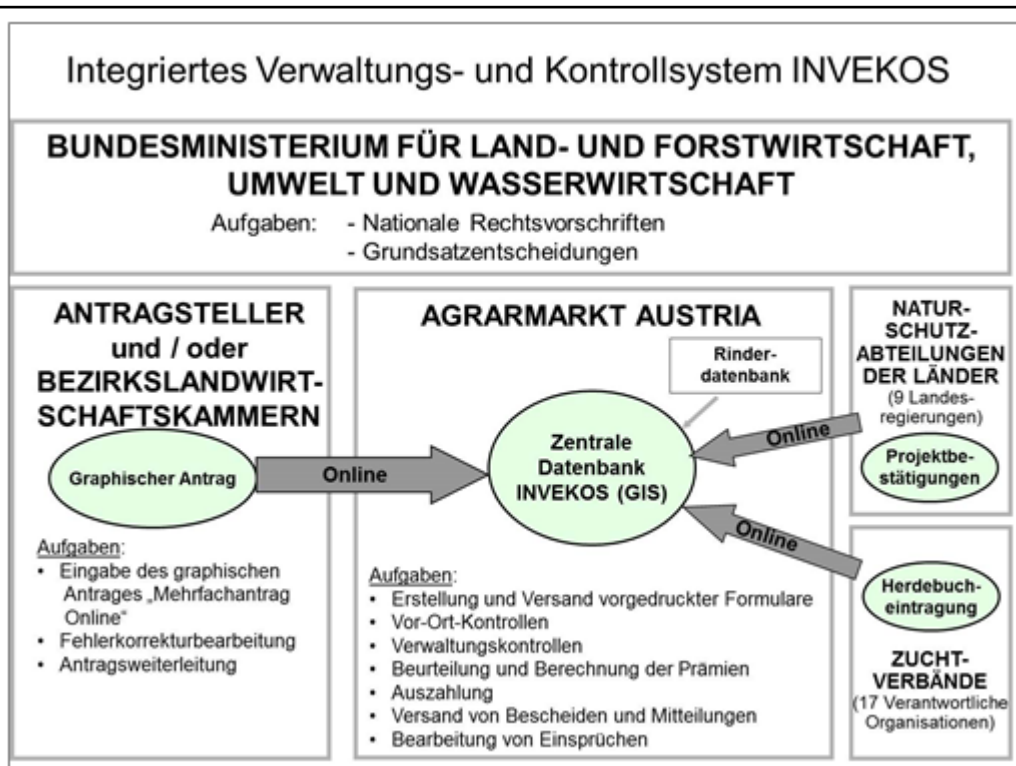 Integriertes Verwaltungs- und Kontrollsystem INVEKOS
BUNDESMINISTERIUM FÜR LAND- UND FORSTWIRTSCHAFT,
UMWELT UND WASSERWIRTSCHAFT
Aufgaben: - Nationale Rechtsvorschriften
- Grundsatzentscheidungen
ANTRAGSTELLER
und / oder
BEZIRKSLANDWIRT-
SCHAFTSKAMMERN
Graphischer Antrag
Online
Aufgaben:
• Eingabe des graphischen
Antrages „Mehrfachantrag
Online“
• Fehlerkorrekturbearbeitung
• Antragsweiterleitung
AGRARMARKT AUSTRIA
Rinder-
datenbank
Zentrale
Datenbank
INVEKOS (GIS)
Online
Online
Aufgaben:
• Erstellung und Versand vorgedruckter Formulare
• Vor-Ort-Kontrollen
• Verwaltungskontrollen
• Beurteilung und Berechnung der Prämien
• Auszahlung
• Versand von Bescheiden und Mitteilungen
• Bearbeitung von Einsprüchen
NATUR-
SCHUTZ-
ABTEILUNGEN
DER LÄNDER
(9 Landes-
regierungen)
Projektbe-
stätigungen
Herdebuch-
eintragung
ZUCHT-
VERBÄNDE
(17 Verantwortliche
Organisationen)